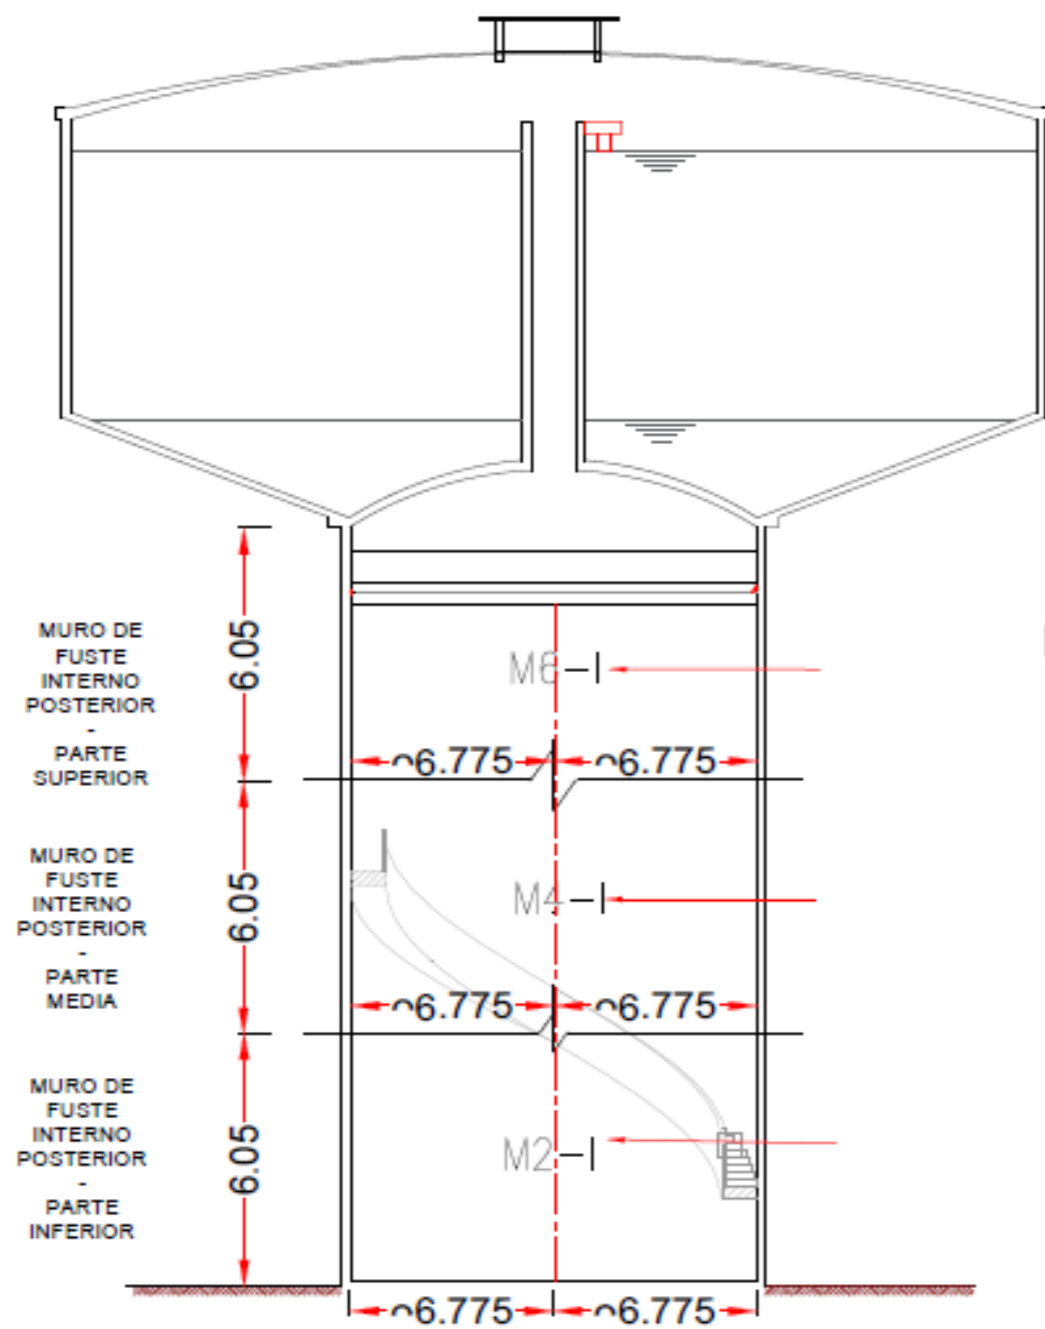 MURO DE
FUSTE
INTERNO
POSTERIOR
-
PARTE
SUPERIOR
6.05
M6
⌒6.775 ⌒6.775
MURO DE
FUSTE
INTERNO
POSTERIOR
-
PARTE
MEDIA
6.05
M4
⌒6.775 ⌒6.775
MURO DE
FUSTE
INTERNO
POSTERIOR
-
PARTE
INFERIOR
6.05
M2
⌒6.775 ⌒6.775